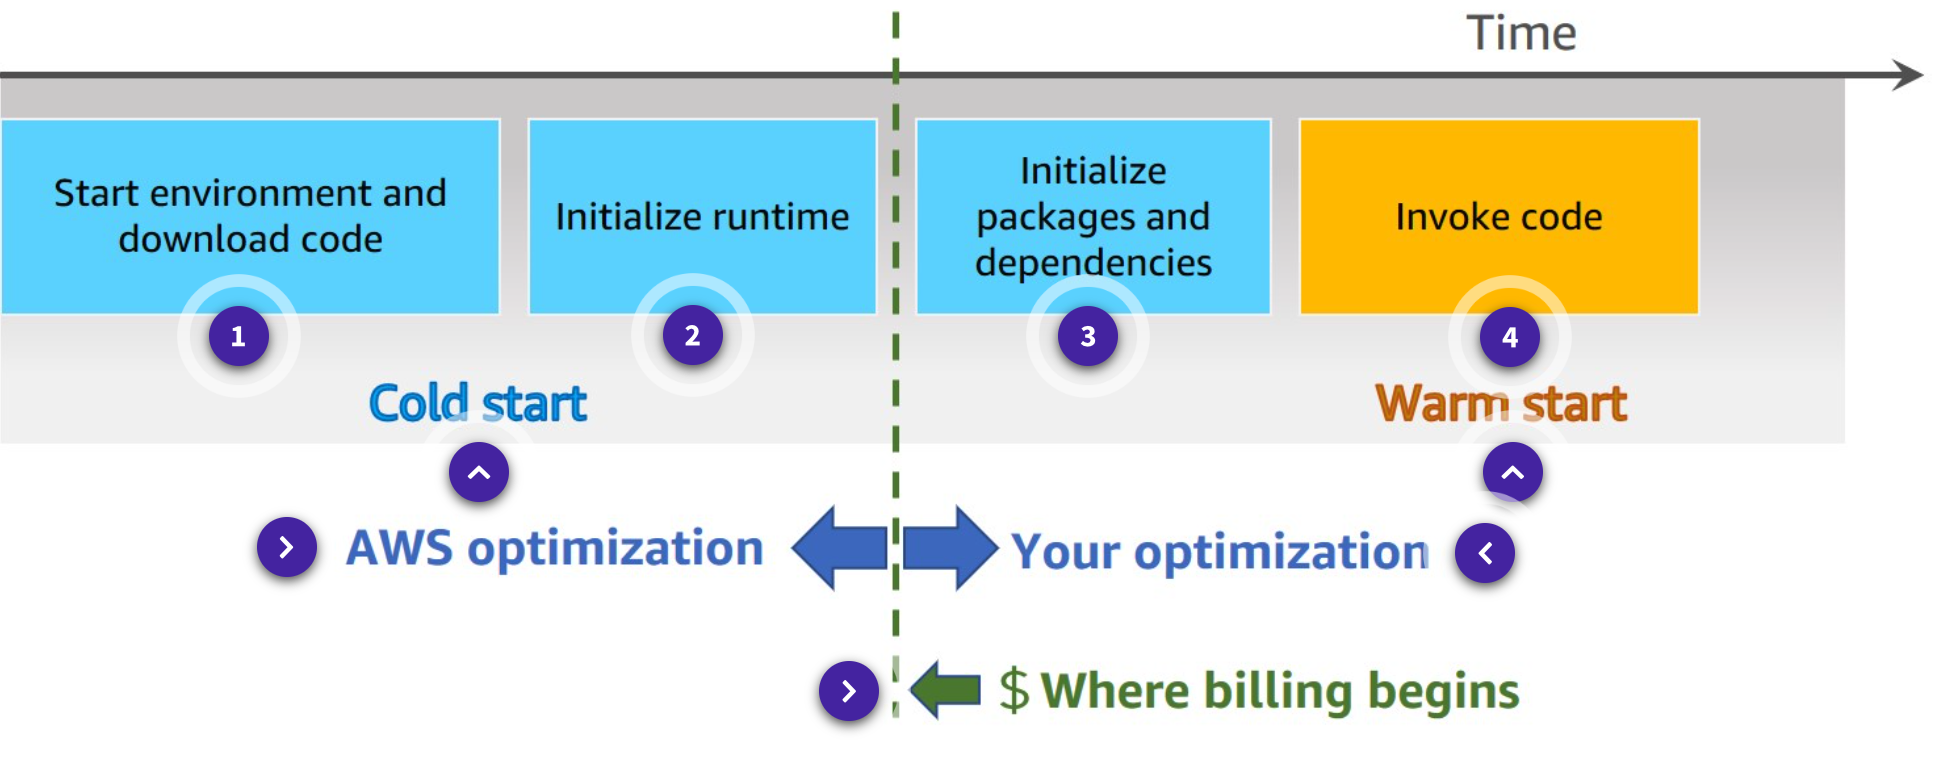 Time
Start environment and
download code
Initialize runtime
Initialize
packages and
dependencies
Invoke code
1
2
3
4
Cold start
Warm start
AWS optimization
Your optimization
$ Where billing begins